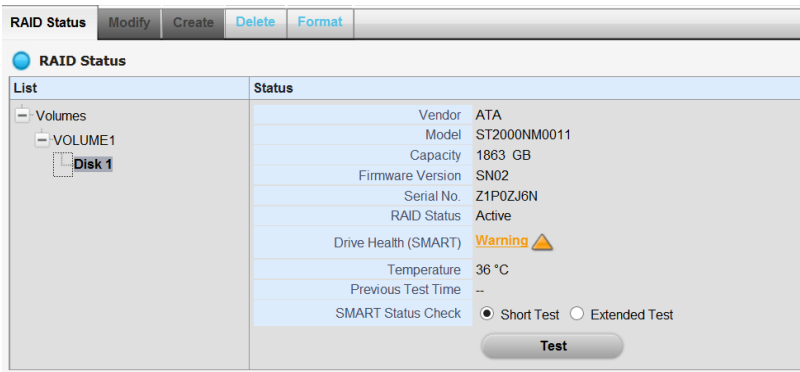 RAID Status Modify Create Delete Format
RAID Status
List Status
Volumes
VOLUME1
Disk 1
Vendor ATA
Model ST2000NM0011
Capacity 1863 GB
Firmware Version SN02
Serial No. Z1P0ZJ6N
RAID Status Active
Drive Health (SMART) Warning
Temperature 36 °C
Previous Test Time --
SMART Status Check Short Test Extended Test
Test